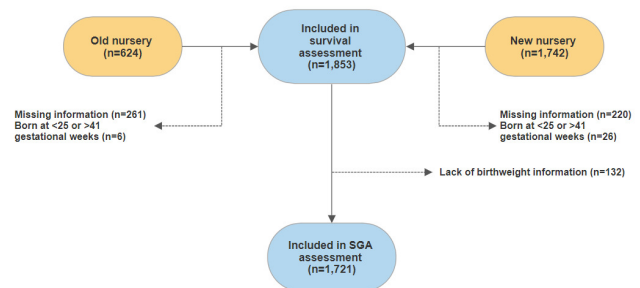 Old nursery
(n=624)
Included in
survival
assessment
(n=1,853)
New nursery
(n=1,742)
Missing information (n=261)
Born at <25 or >41
gestational weeks (n=6)
Missing information (n=220)
Born at <25 or >41
gestational weeks (n=26)
Lack of birthweight information (n=132)
Included in SGA
assessment
(n=1,721)